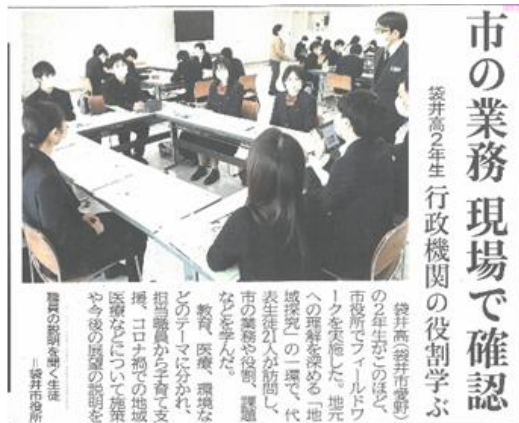 市の業務 現場で確認
袋井高2年生 行政機関の役割学ぶ
袋井高(袋井市愛野)
の2年生がこのほど、
市役所でフィールドワ
ークを実施した。地元
への理解を深める「地
域探究」の一環で、代
表生徒21人が訪問し、
市の業務や役割、課題
などを学んだ。
教育、医療、環境な
どのテーマに分かれ、
担当職員から子育て支
援、コロナ禍での地域
医療などについて施策
や今後の展望の説明を
職員の説明を聞く生徒
＝袋井市役所